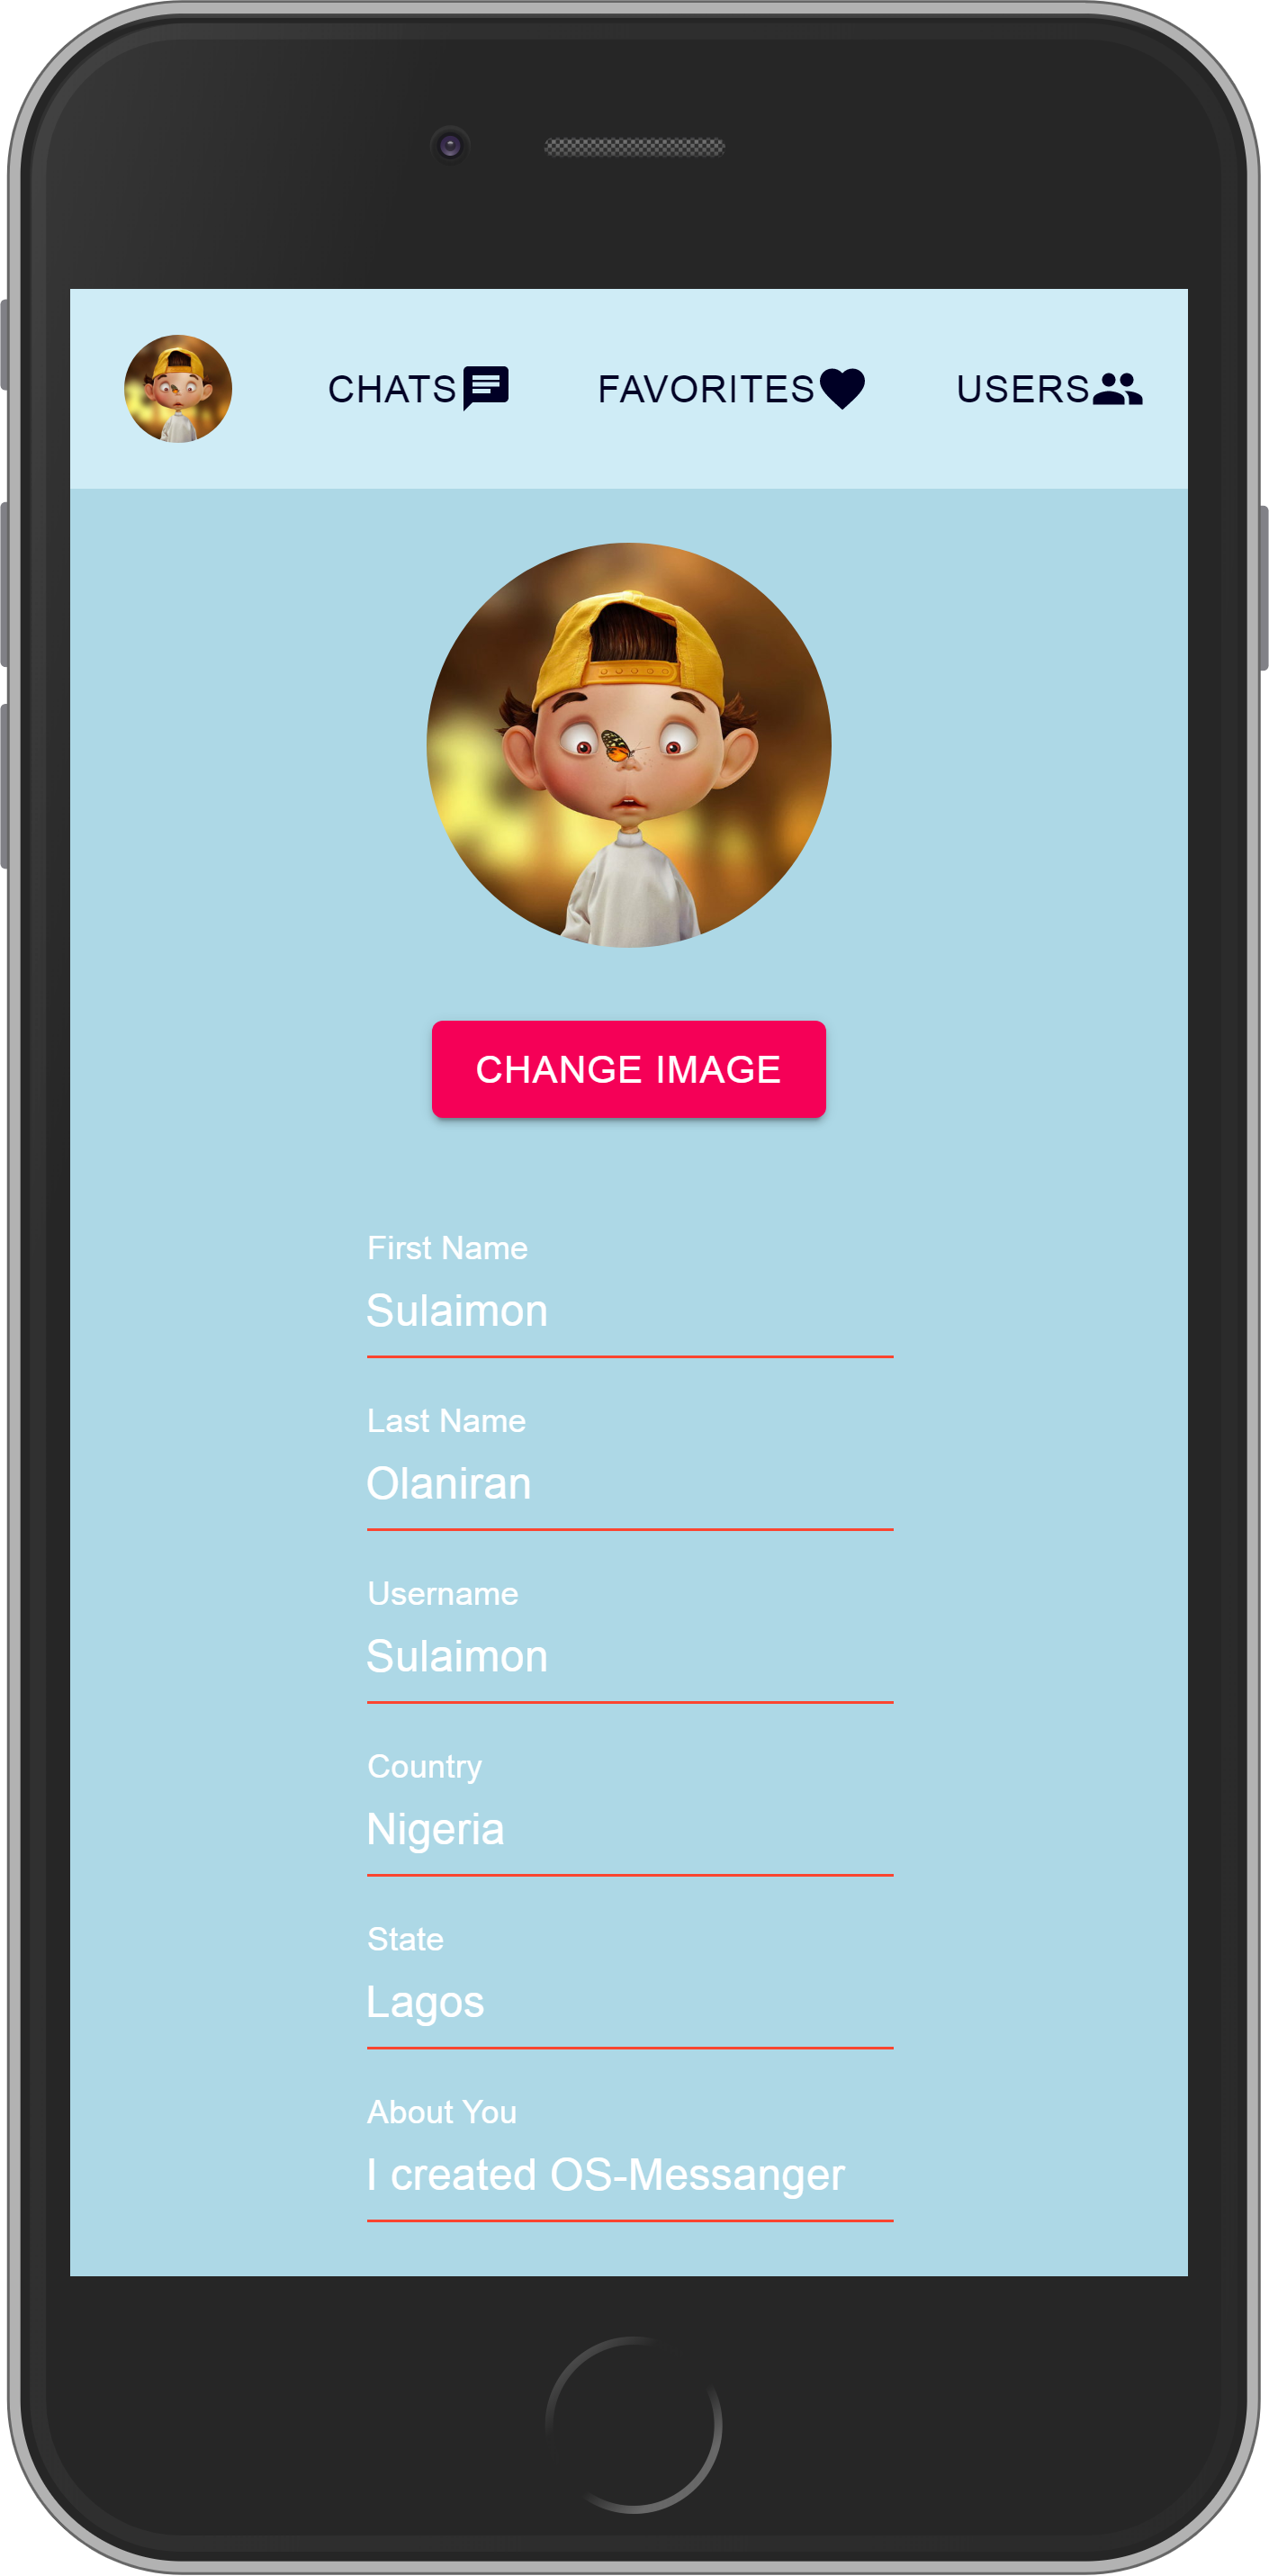 CHATS FAVORITES USERS
CHANGE IMAGE
First Name
Sulaimon
Last Name
Olaniran
Username
Sulaimon
Country
Nigeria
State
Lagos
About You
I created OS-Messanger